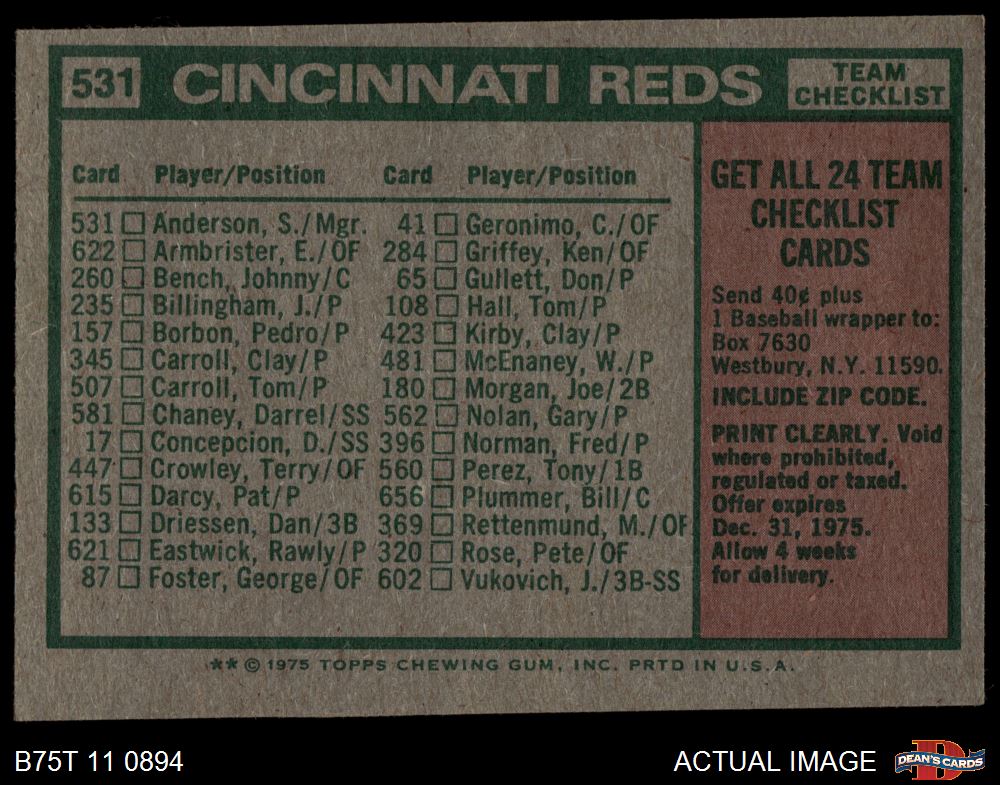 531 CINCINNATI REDS TEAM CHECKLIST
Card Player/Position Card Player/Position
531 Anderson, S./Mgr. 41 Geronimo, C./OF
622 Armbrister, E./OF 284 Griffey, Ken/OF
260 Bench, Johnny/C 65 Gullett, Don/P
235 Billingham, J./P 108 Hall, Tom/P
157 Borbon, Pedro/P 423 Kirby, Clay/P
345 Carroll, Clay/P 481 McEnaney, W./P
507 Carroll, Tom/P 180 Morgan, Joe/2B
581 Chaney, Darrel/SS 562 Nolan, Gary/P
17 Concepcion, D./SS 396 Norman, Fred/P
447 Crowley, Terry/OF 560 Perez, Tony/1B
615 Darcy, Pat/P 656 Plummer, Bill/C
133 Driessen, Dan/3B 369 Rettenmund, M./OF
621 Eastwick, Rawly/P 320 Rose, Pete/OF
87 Foster, George/OF 602 Vukovich, J./3B-SS
GET ALL 24 TEAM
CHECKLIST
CARDS
Send 40¢ plus
1 Baseball wrapper to:
Box 7630
Westbury, N.Y. 11590.
INCLUDE ZIP CODE.
PRINT CLEARLY. Void
where prohibited,
regulated or taxed.
Offer expires
Dec. 31, 1975.
Allow 4 weeks
for delivery.
** © 1975 TOPPS CHEWING GUM, INC. PRTD IN U.S.A.
B75T 11 0894 ACTUAL IMAGE
D
DEAN'S CARDS